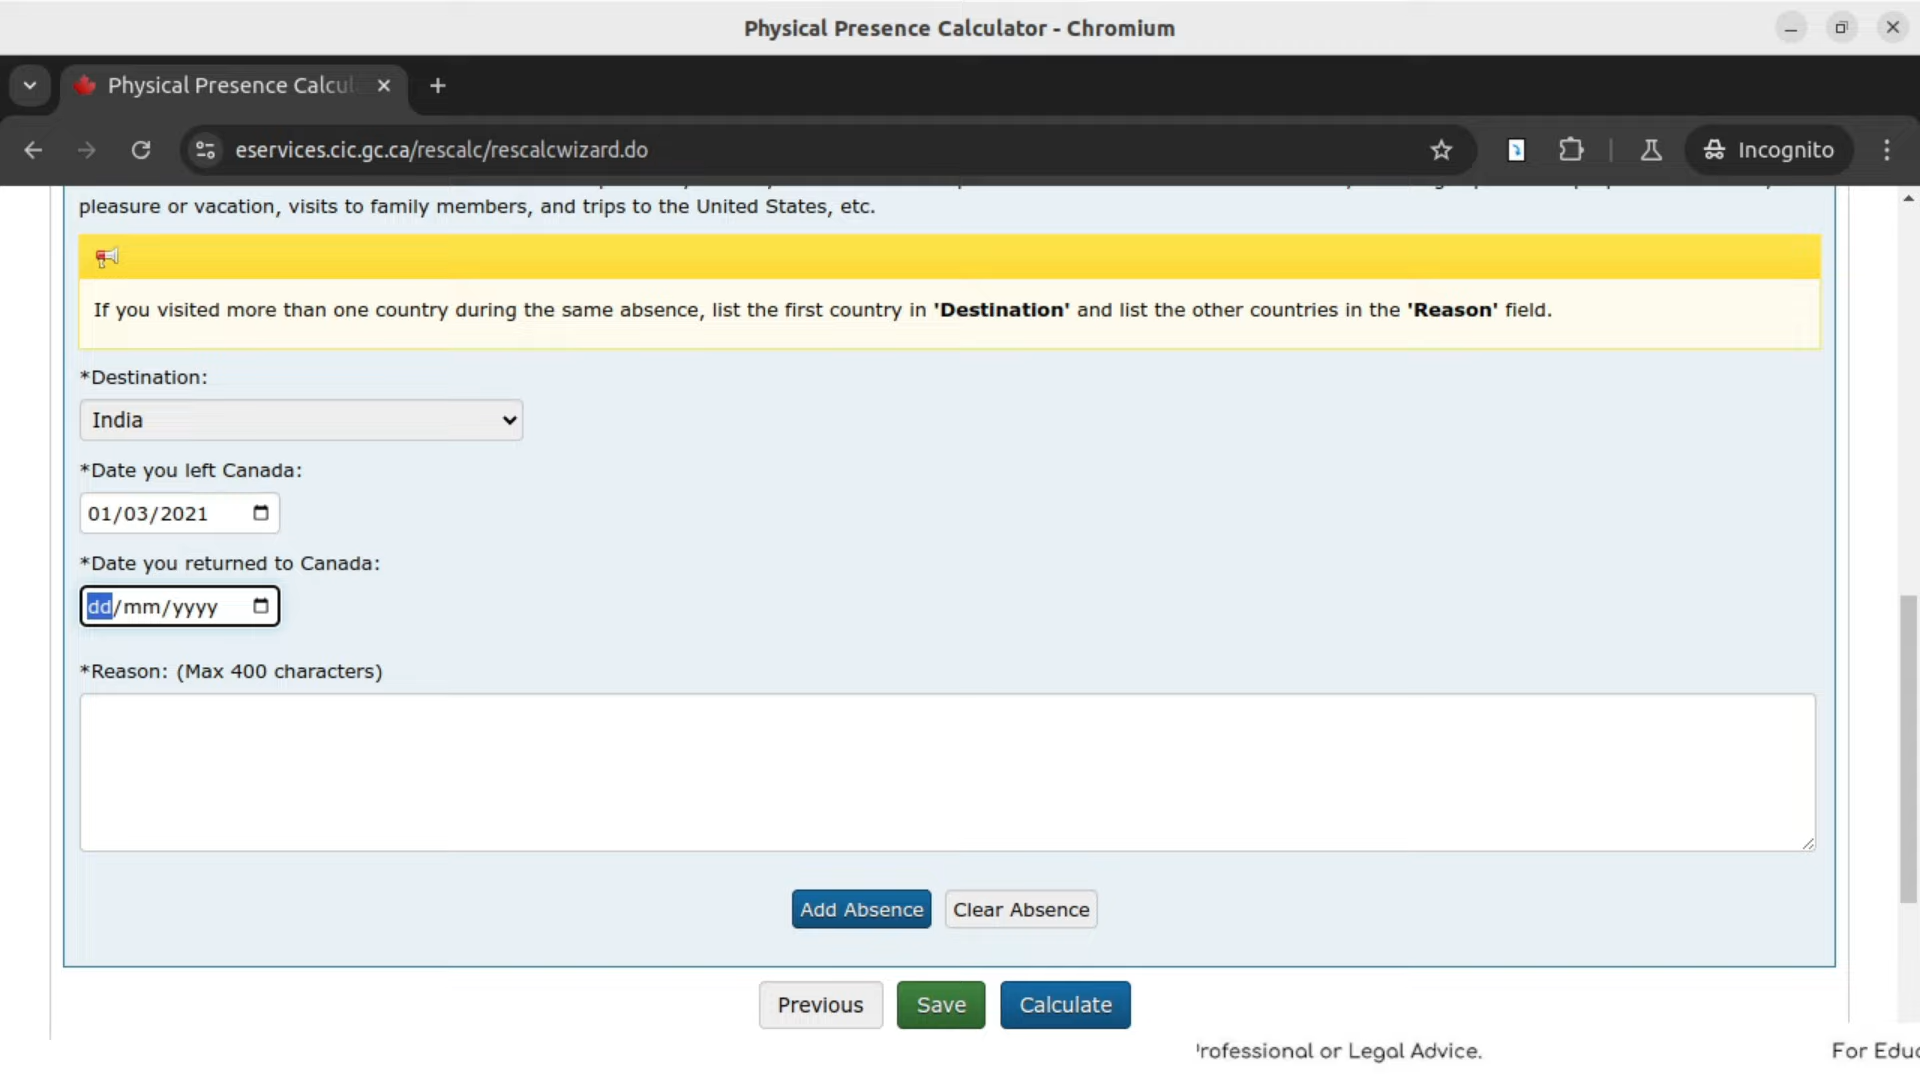 Physical Presence Calculator - Chromium
Physical Presence Calcul
eservices.cic.gc.ca/rescalc/rescalcwizard.do
Incognito
pleasure or vacation, visits to family members, and trips to the United States, etc.
If you visited more than one country during the same absence, list the first country in 'Destination' and list the other countries in the 'Reason' field.
*Destination:
India
*Date you left Canada:
01/03/2021
*Date you returned to Canada:
dd/mm/yyyy
*Reason: (Max 400 characters)
Add Absence Clear Absence
Previous Save Calculate
rofessional or Legal Advice. For Educ